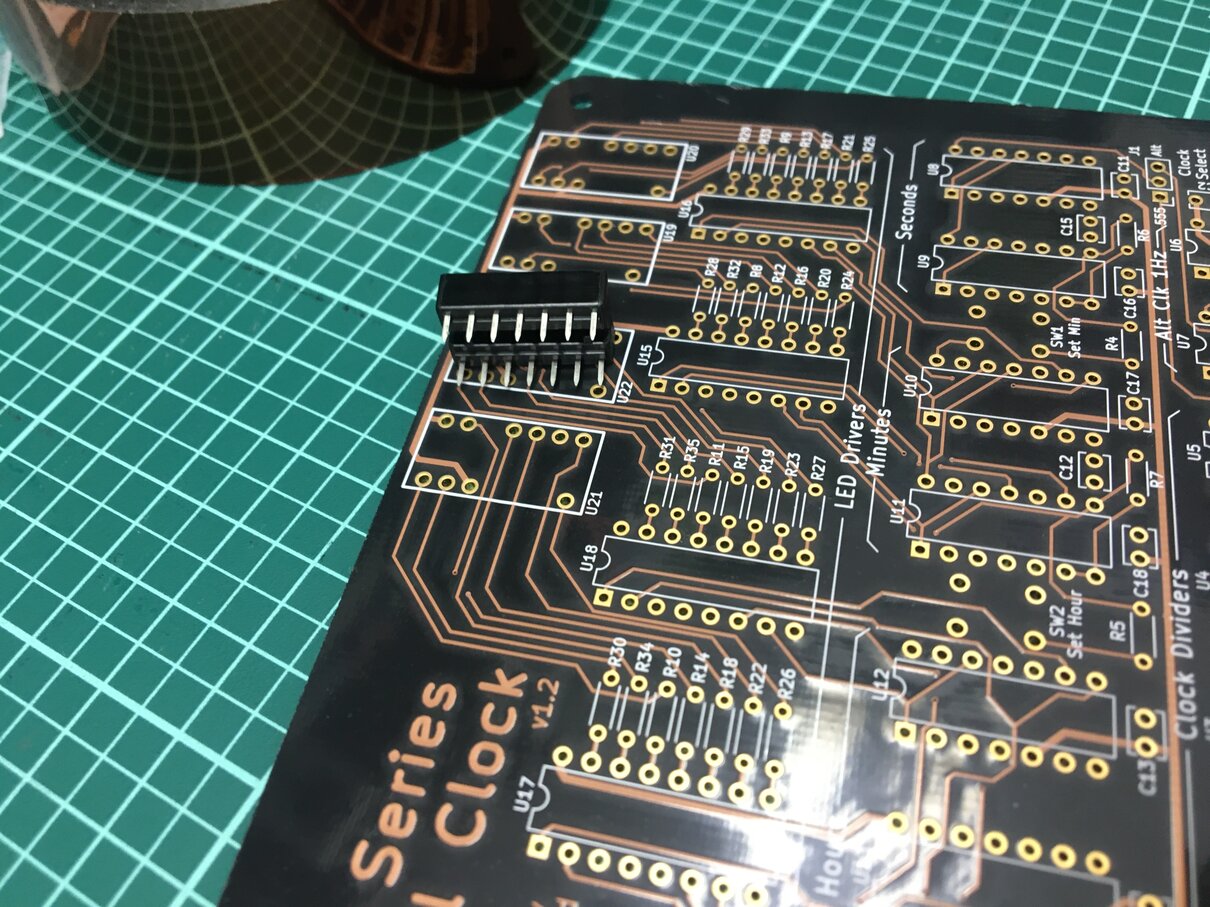 U20
R29
R33
R9
R13
R17
R21
R25
U16
Seconds
U8
C11
J1
Alt
Clock
Select
555
U19
C15
R6
U6
U9
R28
R32
R8
R12
R16
R20
R24
Alt Clk 1Hz
C16
SW1
Set Min
R4
U7
U15
U22
U10
C17
LED Drivers
Minutes
R31
R35
R11
R15
R19
R23
R27
C12
R7
U5
U21
U11
U18
C18
U4
SW2
Set Hour
R5
Clock Dividers
R30
R34
R10
R14
R18
R22
R26
U12
C13
U17
Series
Clock
v1.2
Hou